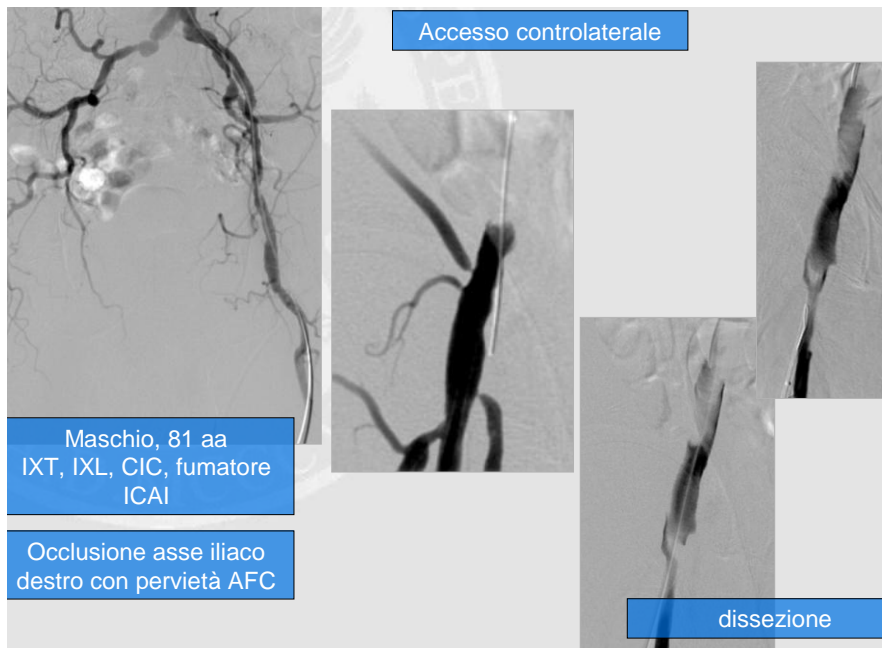 Accesso controlaterale
Maschio, 81 aa
IXT, IXL, CIC, fumatore
ICAI
Occlusione asse iliaco
destro con pervietà AFC
dissezione